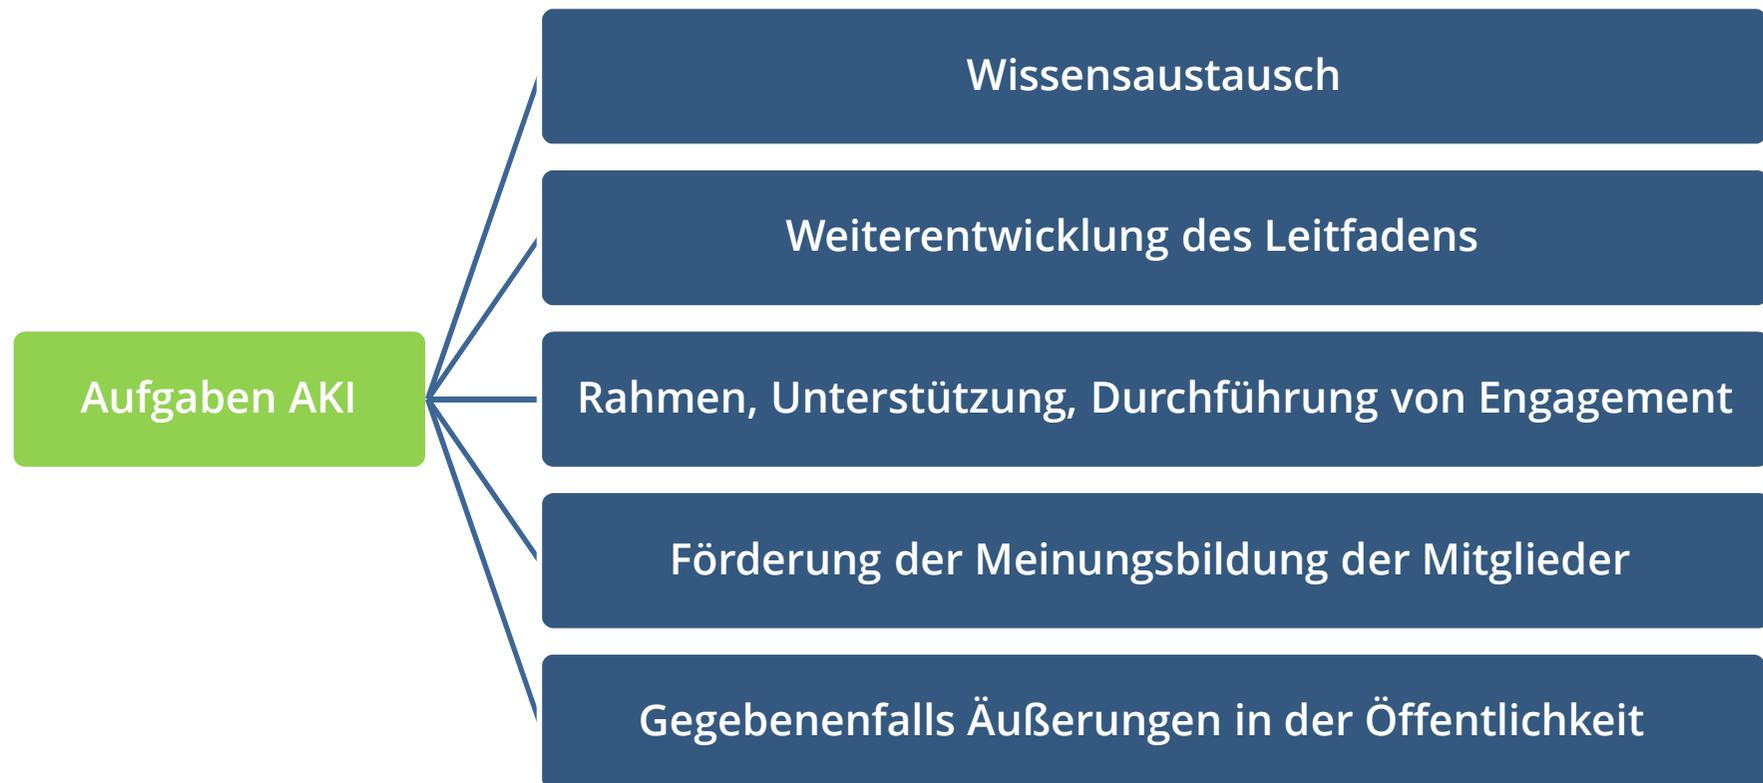 Wissensaustausch
Weiterentwicklung des Leitfadens
Aufgaben AKI
Rahmen, Unterstützung, Durchführung von Engagement
Förderung der Meinungsbildung der Mitglieder
Gegebenenfalls Äußerungen in der Öffentlichkeit